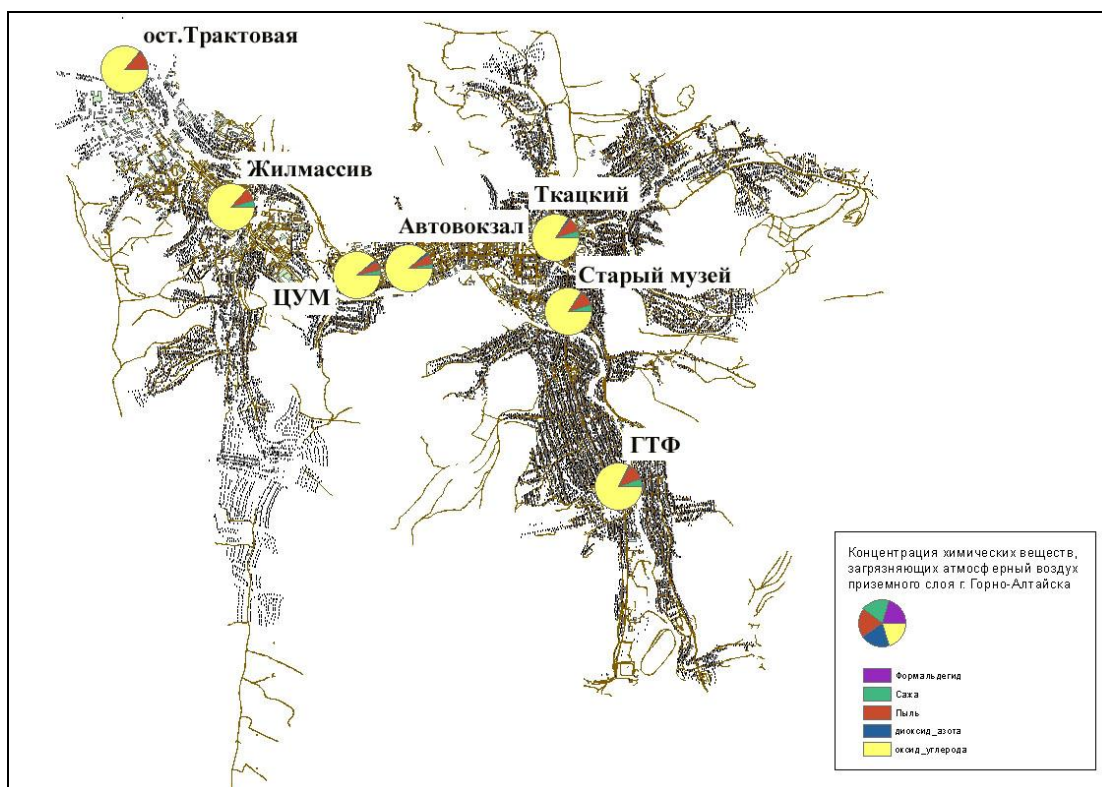 ост.Трактовая
Жилмассив
Ткацкий
Автовокзал
Старый музей
ЦУМ
ГТФ
Концентрация химических веществ,
загрязняющих атмосферный воздух
приземного слоя г. Горно-Алтайска
Формальдегид
Сажа
Пыль
диоксид_азота
оксид_углерода